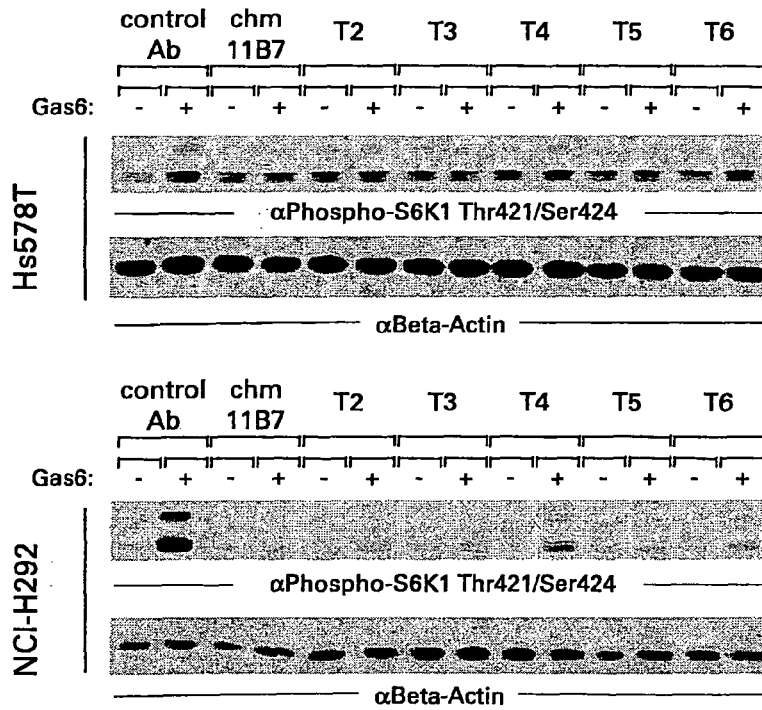 control chm T2 T3 T4 T5 T6
Ab 11B7
Gas6: - + - + - + - + - + - + - +
Hs578T
αPhospho-S6K1 Thr421/Ser424
αBeta-Actin
control chm T2 T3 T4 T5 T6
Ab 11B7
Gas6: - + - + - + - + - + - + - +
NCI-H292
αPhospho-S6K1 Thr421/Ser424
αBeta-Actin